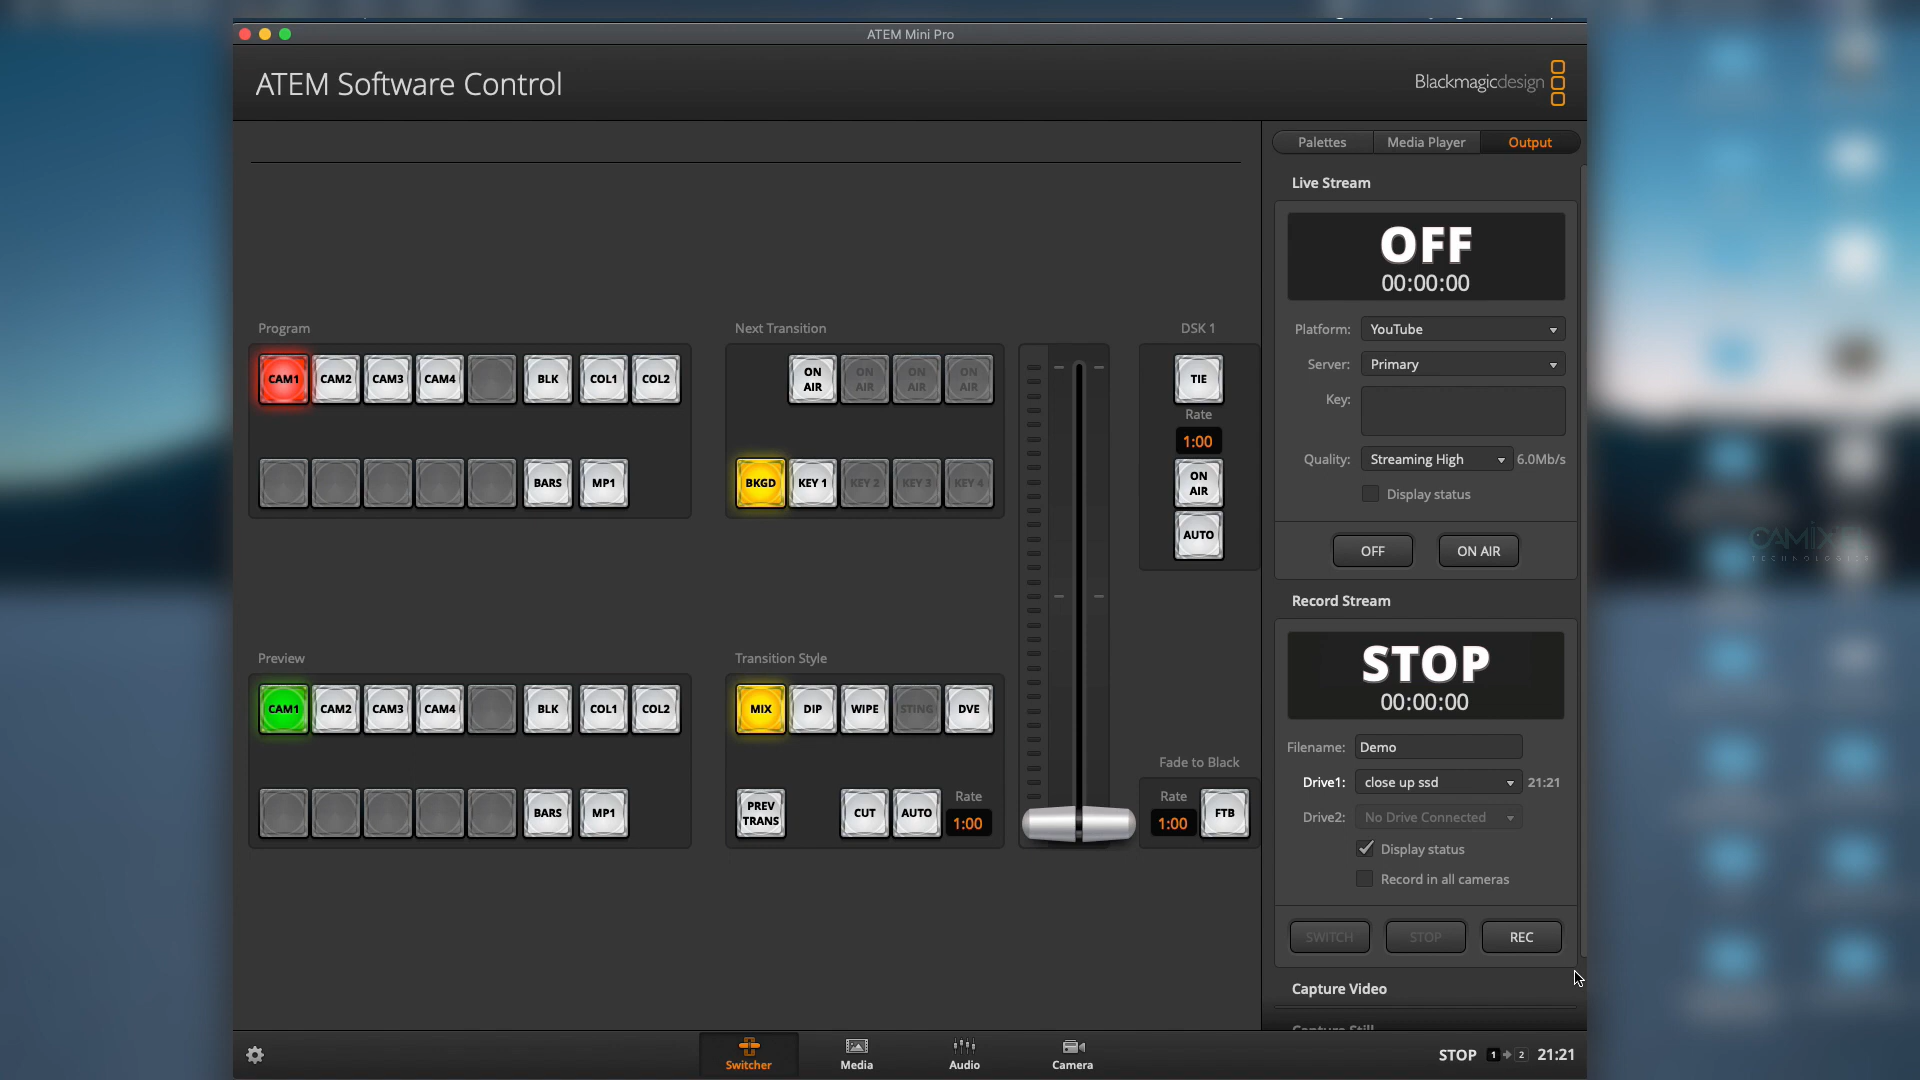 ATEM Mini Pro
ATEM Software Control
Blackmagicdesign
Palettes
Media Player
Output
Live Stream
OFF
00:00:00
Platform: YouTube
Server: Primary
Key:
Quality: Streaming High 6.0Mb/s
Display status
OFF
ON AIR
Record Stream
STOP
00:00:00
Filename: Demo
Drive1: close up ssd 21:21
Drive2: No Drive Connected
Display status
Record in all cameras
SWITCH
STOP
REC
Capture Video
Capture Still
Program
CAM1 CAM2 CAM3 CAM4 BLK COL1 COL2
BARS MP1
Next Transition
ON AIR ON AIR ON AIR ON AIR
BKGD KEY 1 KEY 2 KEY 3 KEY 4
DSK 1
TIE
Rate
1:00
ON AIR
AUTO
Preview
CAM1 CAM2 CAM3 CAM4 BLK COL1 COL2
BARS MP1
Transition Style
MIX DIP WIPE STING DVE
PREV TRANS
CUT
AUTO
Rate
1:00
Fade to Black
Rate
1:00
FTB
Switcher
Media
Audio
Camera
STOP 1 2 21:21